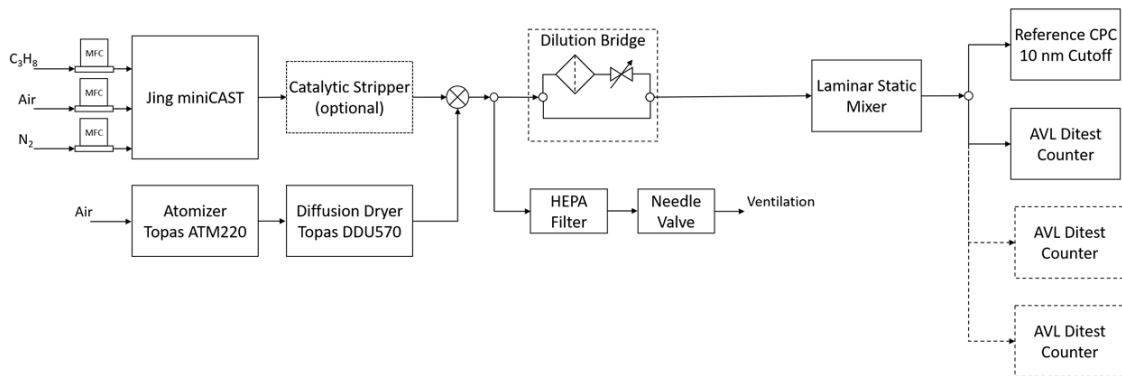 C3H8
MFC
Air
MFC
N2
MFC
Jing miniCAST
Catalytic Stripper
(optional)
Dilution Bridge
Laminar Static
Mixer
Reference CPC
10 nm Cutoff
AVL Ditest
Counter
Air
Atomizer
Topas ATM220
Diffusion Dryer
Topas DDU570
HEPA
Filter
Needle
Valve
Ventilation
AVL Ditest
Counter
AVL Ditest
Counter